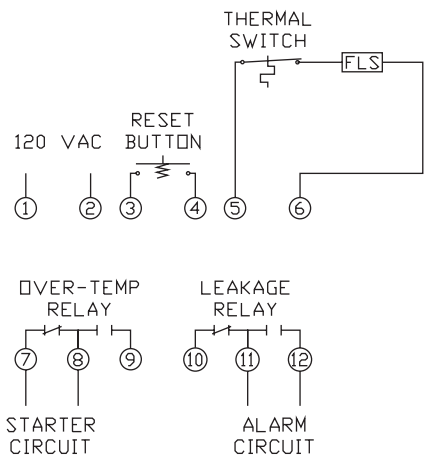 THERMAL
SWITCH
FLS
RESET
BUTTON
120 VAC
1
2
3
4
5
6
OVER-TEMP
RELAY
LEAKAGE
RELAY
7
8
9
10
11
12
STARTER
CIRCUIT
ALARM
CIRCUIT